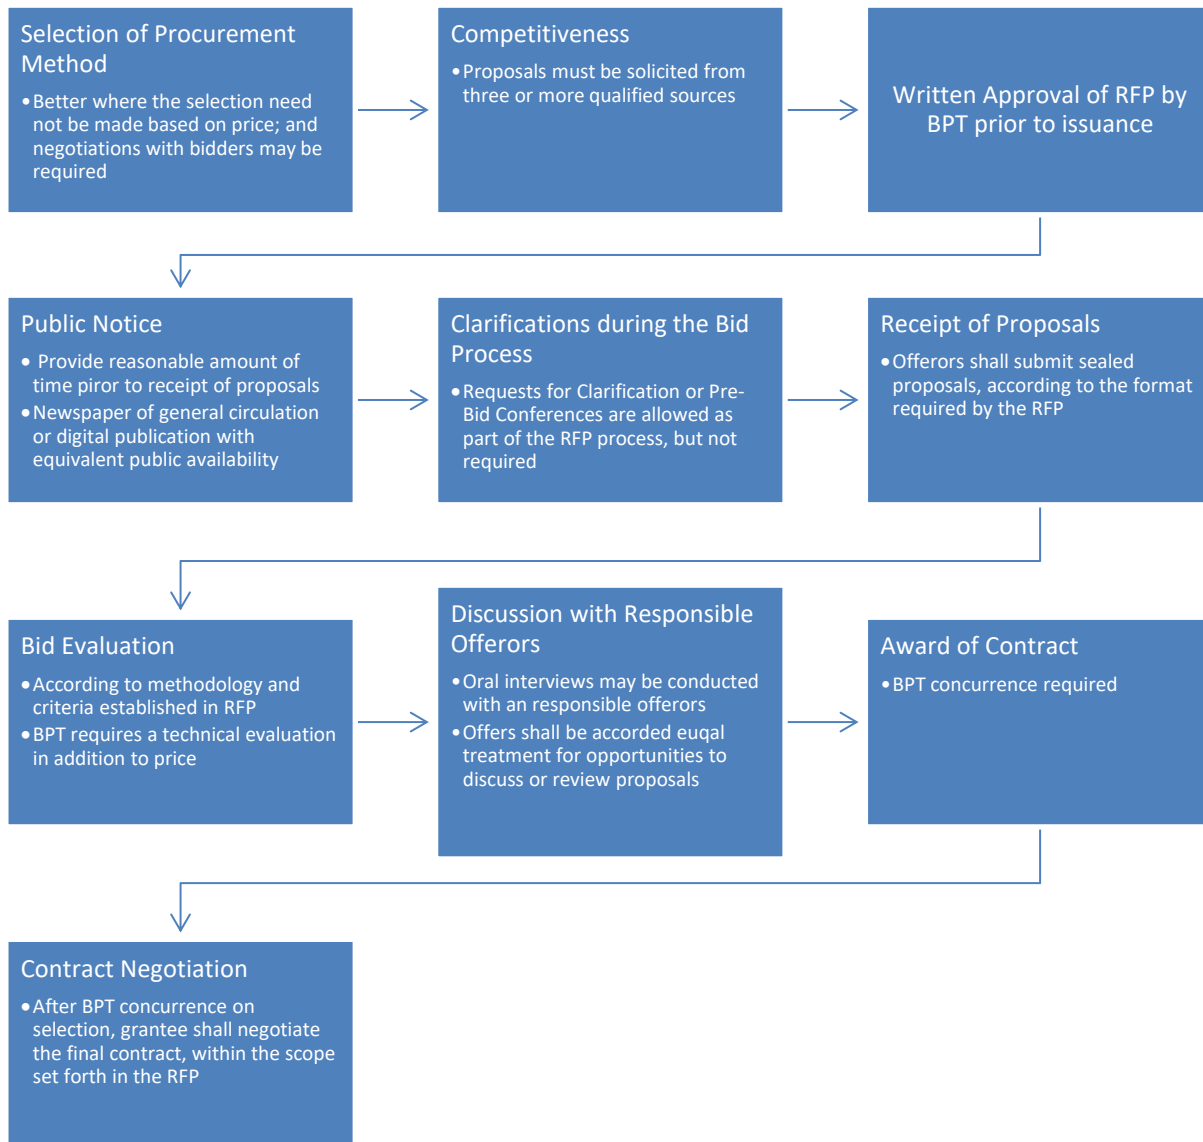 Selection of Procurement
Method
•Better where the selection need
not be made based on price; and
negotiations with bidders may be
required
Competitiveness
•Proposals must be solicited from
three or more qualified sources
Written Approval of RFP by
BPT prior to issuance
Public Notice
• Provide reasonable amount of
time piror to receipt of proposals
•Newspaper of general circulation
or digital publication with
equivalent public availability
Clarifications during the Bid
Process
•Requests for Clarification or Pre-
Bid Conferences are allowed as
part of the RFP process, but not
required
Receipt of Proposals
•Offerors shall submit sealed
proposals, according to the format
required by the RFP
Bid Evaluation
•According to methodology and
criteria established in RFP
•BPT requires a technical evaluation
in addition to price
Discussion with Responsible
Offerors
•Oral interviews may be conducted
with an responsible offerors
•Offers shall be accorded euqal
treatment for opportunities to
discuss or review proposals
Award of Contract
•BPT concurrence required
Contract Negotiation
•After BPT concurrence on
selection, grantee shall negotiate
the final contract, within the scope
set forth in the RFP